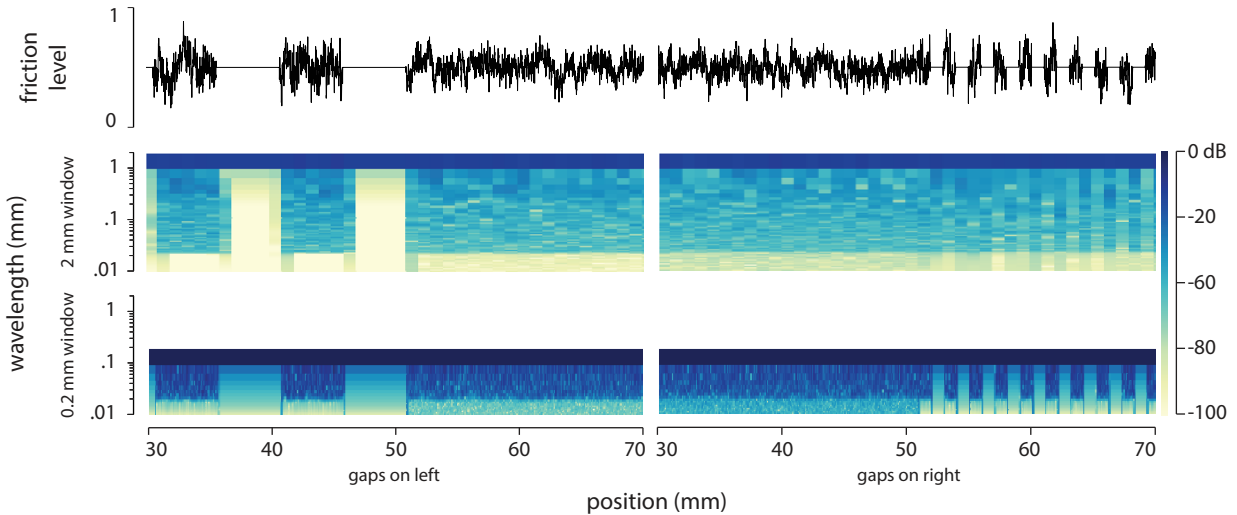 friction
level
1
0
wavelength (mm)
2 mm window
1
.1
.01
0.2 mm window
1
.1
.01
0 dB
-20
-60
-80
-100
30 40 50 60 70
30 40 50 60 70
gaps on left
gaps on right
position (mm)